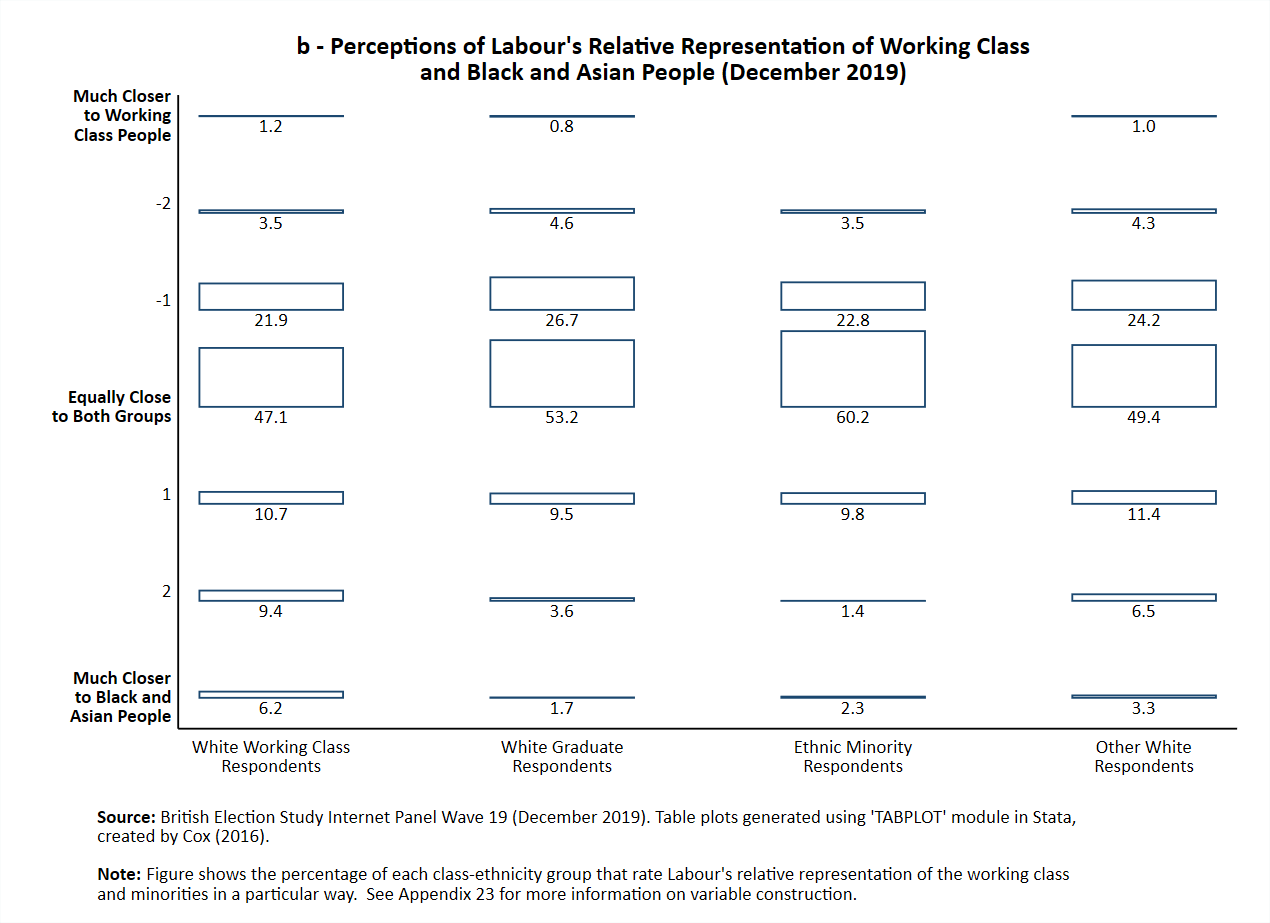 b - Perceptions of Labour's Relative Representation of Working Class
and Black and Asian People (December 2019)
Much Closer
to Working
Class People
1.2
0.8
1.0
-2
3.5
4.6
3.5
4.3
-1
21.9
26.7
22.8
24.2
Equally Close
to Both Groups
47.1
53.2
60.2
49.4
1
10.7
9.5
9.8
11.4
2
9.4
3.6
1.4
6.5
Much Closer
to Black and
Asian People
6.2
1.7
2.3
3.3
White Working Class
Respondents
White Graduate
Respondents
Ethnic Minority
Respondents
Other White
Respondents
Source: British Election Study Internet Panel Wave 19 (December 2019). Table plots generated using 'TABPLOT' module in Stata,
created by Cox (2016).
Note: Figure shows the percentage of each class-ethnicity group that rate Labour's relative representation of the working class
and minorities in a particular way.  See Appendix 23 for more information on variable construction.